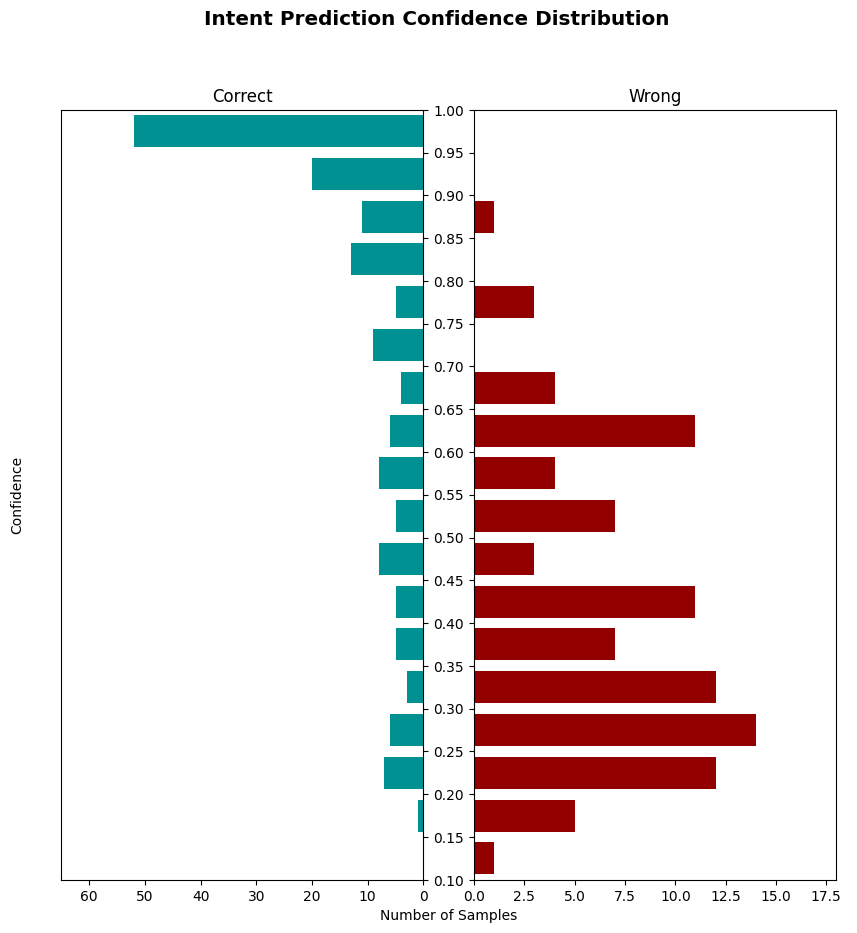 Intent Prediction Confidence Distribution
Correct
Wrong
1.00
0.95
0.90
0.85
0.80
0.75
0.70
0.65
0.60
0.55
0.50
0.45
0.40
0.35
0.30
0.25
0.20
0.15
0.10
Confidence
60 50 40 30 20 10 0
0.0 2.5 5.0 7.5 10.0 12.5 15.0 17.5
Number of Samples